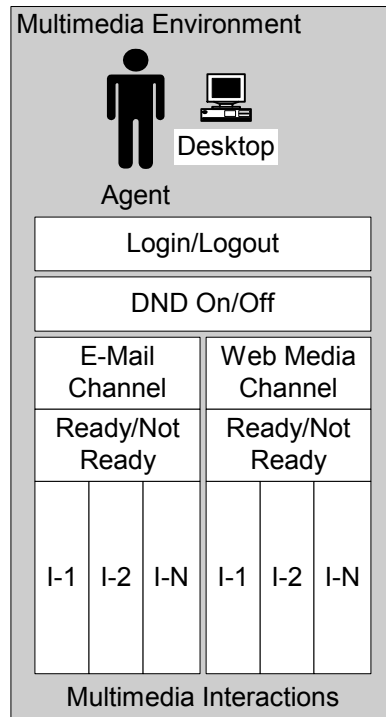 Multimedia Environment
Desktop
Agent
Login/Logout
DND On/Off
E-Mail
Channel
Web Media
Channel
Ready/Not
Ready
Ready/Not
Ready
I-1 I-2 I-N I-1 I-2 I-N
Multimedia Interactions